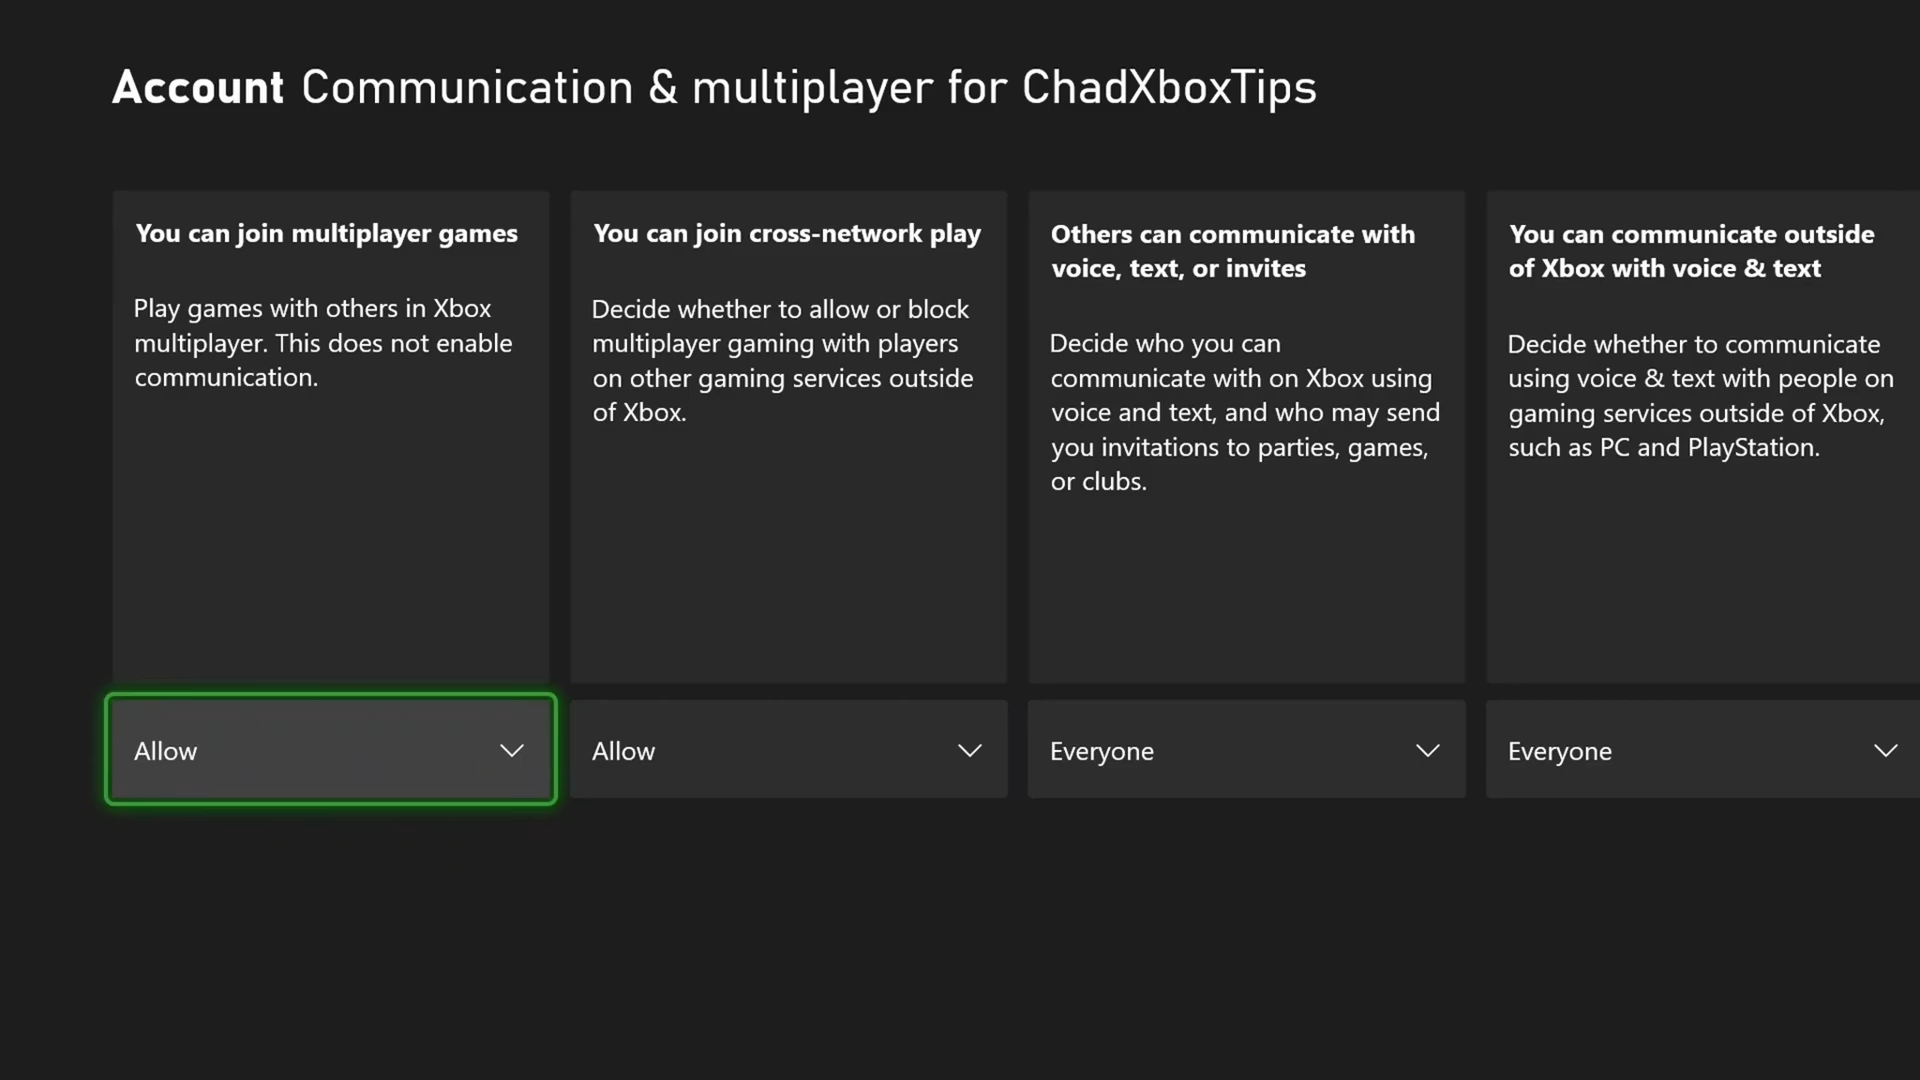 Account Communication & multiplayer for ChadXboxTips
You can join multiplayer games
Play games with others in Xbox
multiplayer. This does not enable
communication.
Allow
You can join cross-network play
Decide whether to allow or block
multiplayer gaming with players
on other gaming services outside
of Xbox.
Allow
Others can communicate with
voice, text, or invites
Decide who you can
communicate with on Xbox using
voice and text, and who may send
you invitations to parties, games,
or clubs.
Everyone
You can communicate outside
of Xbox with voice & text
Decide whether to communicate
using voice & text with people on
gaming services outside of Xbox,
such as PC and PlayStation.
Everyone